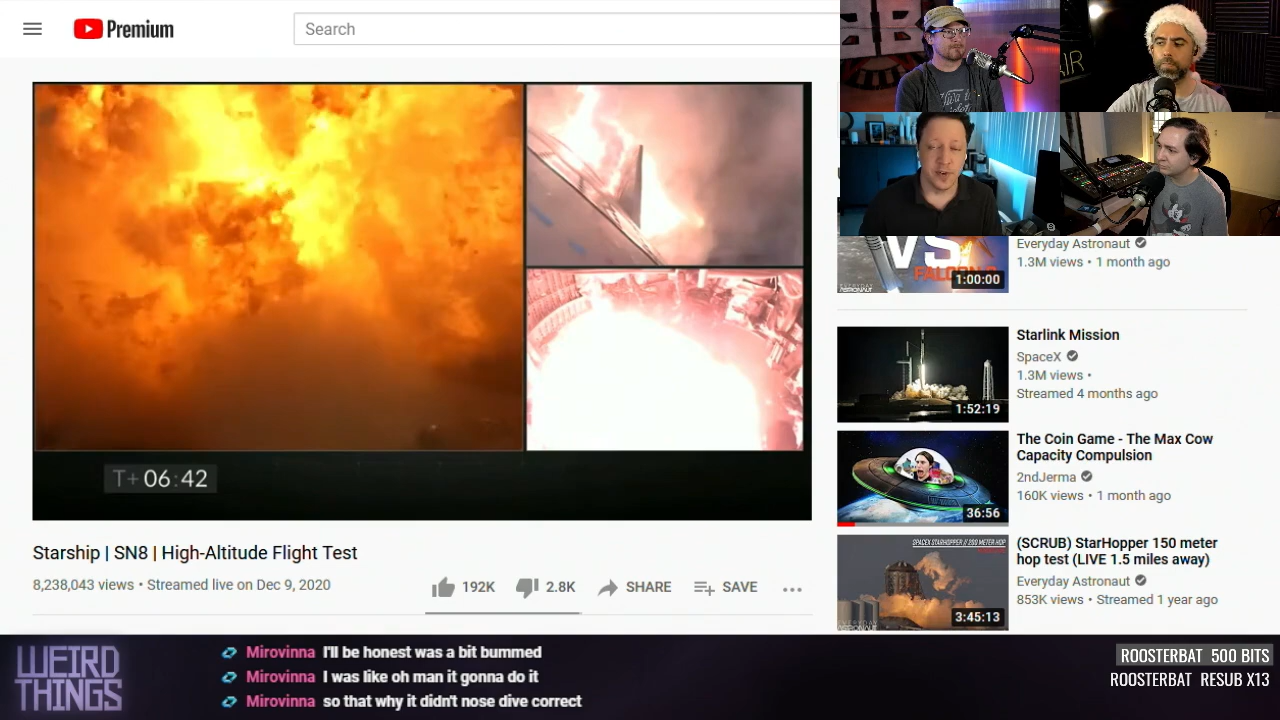 Premium
Search
T+ 06:42
Starship | SN8 | High-Altitude Flight Test
8,238,043 views • Streamed live on Dec 9, 2020
192K
2.8K
SHARE
SAVE
VS
Everyday Astronaut
1.3M views • 1 month ago
1:00:00
Starlink Mission
SpaceX
1.3M views •
Streamed 4 months ago
1:52:19
The Coin Game - The Max Cow
Capacity Compulsion
2ndJerma
160K views • 1 month ago
36:56
SPACEX STARHOPPER // 200 METER HOP
(SCRUB) StarHopper 150 meter
hop test (LIVE 1.5 miles away)
Everyday Astronaut
853K views • Streamed 1 year ago
3:45:13
WEIRD
THINGS
Mirovinna I'll be honest was a bit bummed
Mirovinna I was like oh man it gonna do it
Mirovinna so that why it didn't nose dive correct
ROOSTERBAT 500 BITS
ROOSTERBAT RESUB X13